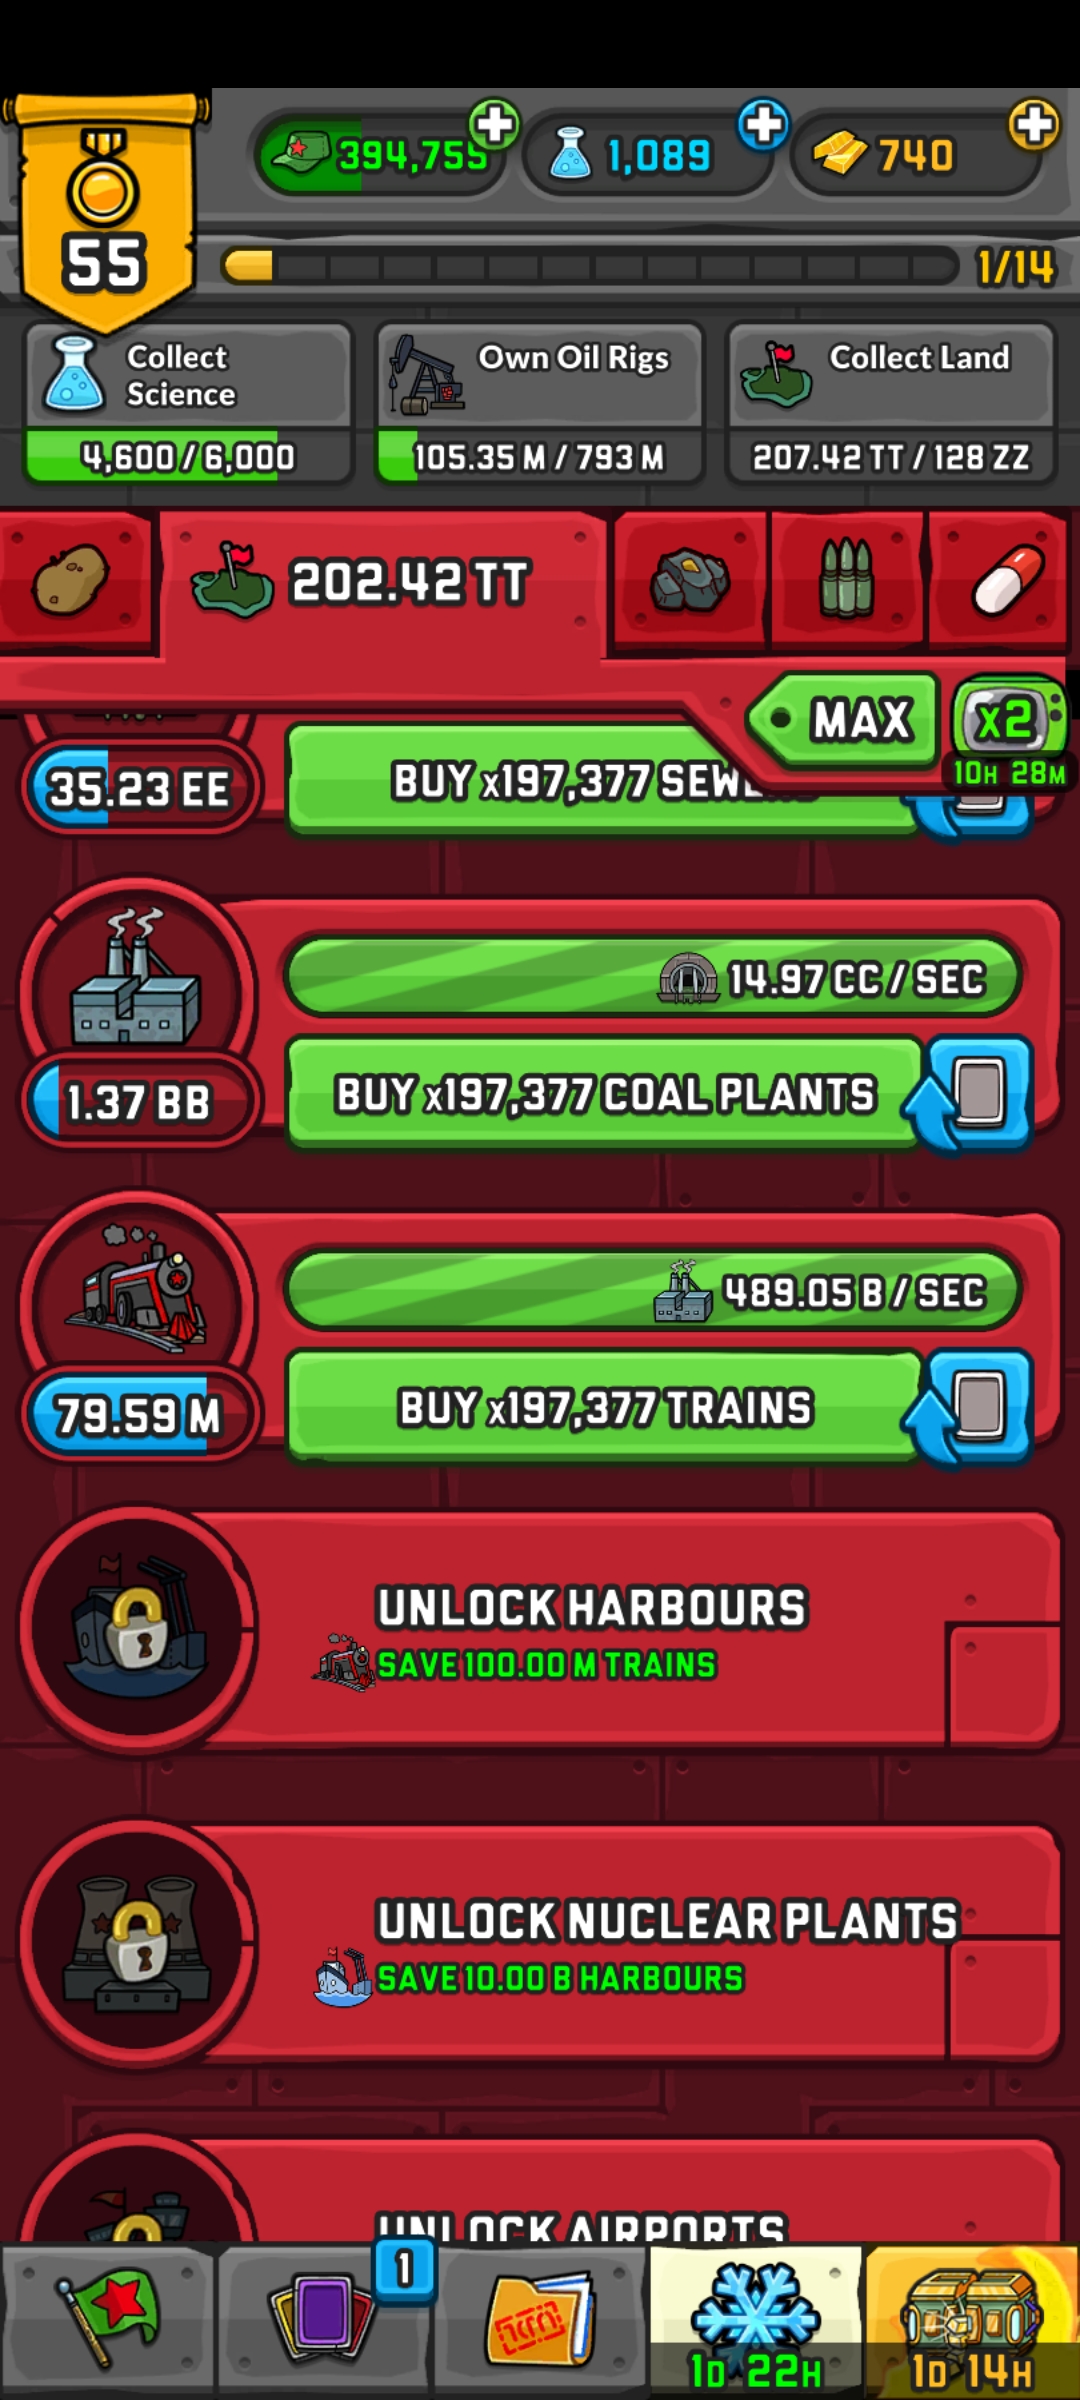 394,755
1,089
740
55
1/14
Collect
Science
4,600 / 6,000
Own Oil Rigs
105.35 M / 793 M
Collect Land
207.42 TT / 128 ZZ
202.42 TT
MAX
x2
10H 28M
35.23 EE
BUY x197,377
14.97 CC / SEC
1.37 BB
BUY x197,377 COAL PLANTS
489.05 B / SEC
79.59 M
BUY x197,377 TRAINS
UNLOCK HARBOURS
SAVE 100.00 M TRAINS
UNLOCK NUCLEAR PLANTS
SAVE 10.00 B HARBOURS
UNLOCK AIRPORTS
1
1D 22H
1D 14H